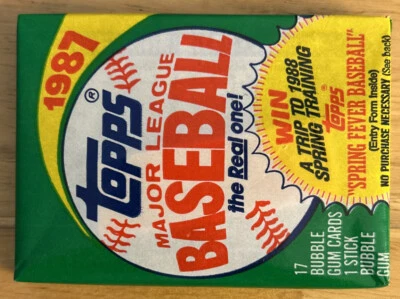 1987
TOPPS®
MAJOR LEAGUE
BASEBALL
the Real one!
WIN
A TRIP TO 1988
SPRING TRAINING
TOPPS
"SPRING FEVER BASEBALL"
(Entry Form Inside)
NO PURCHASE NECESSARY (See back)
17 BUBBLE
GUM CARDS
1 STICK
BUBBLE
GUM